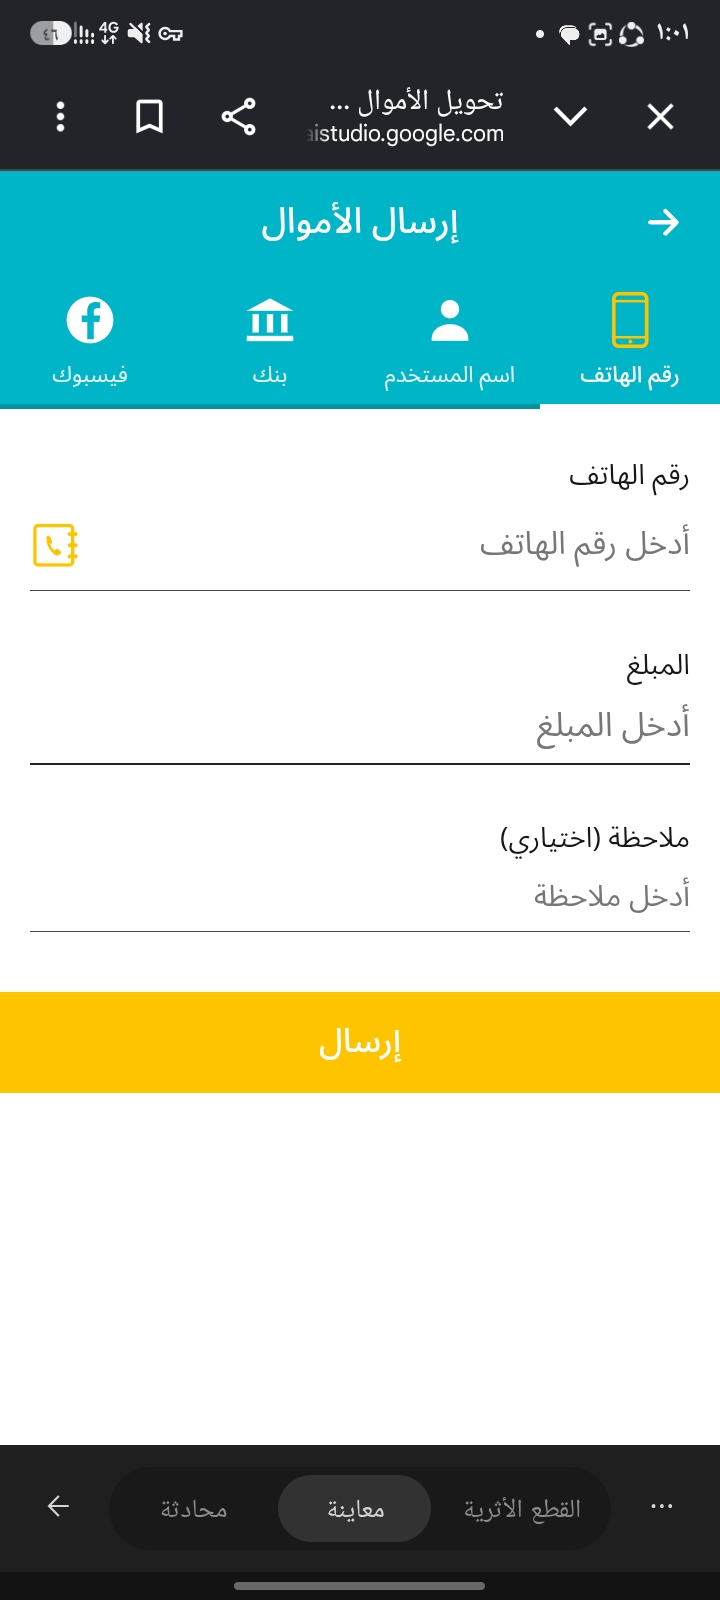 ١:٠١
4G
٤٦
تحويل الأموال ...
aistudio.google.com
إرسال الأموال
رقم الهاتف
اسم المستخدم
بنك
فيسبوك
رقم الهاتف
أدخل رقم الهاتف
المبلغ
أدخل المبلغ
ملاحظة (اختياري)
أدخل ملاحظة
إرسال
القطع الأثرية
معاينة
محادثة